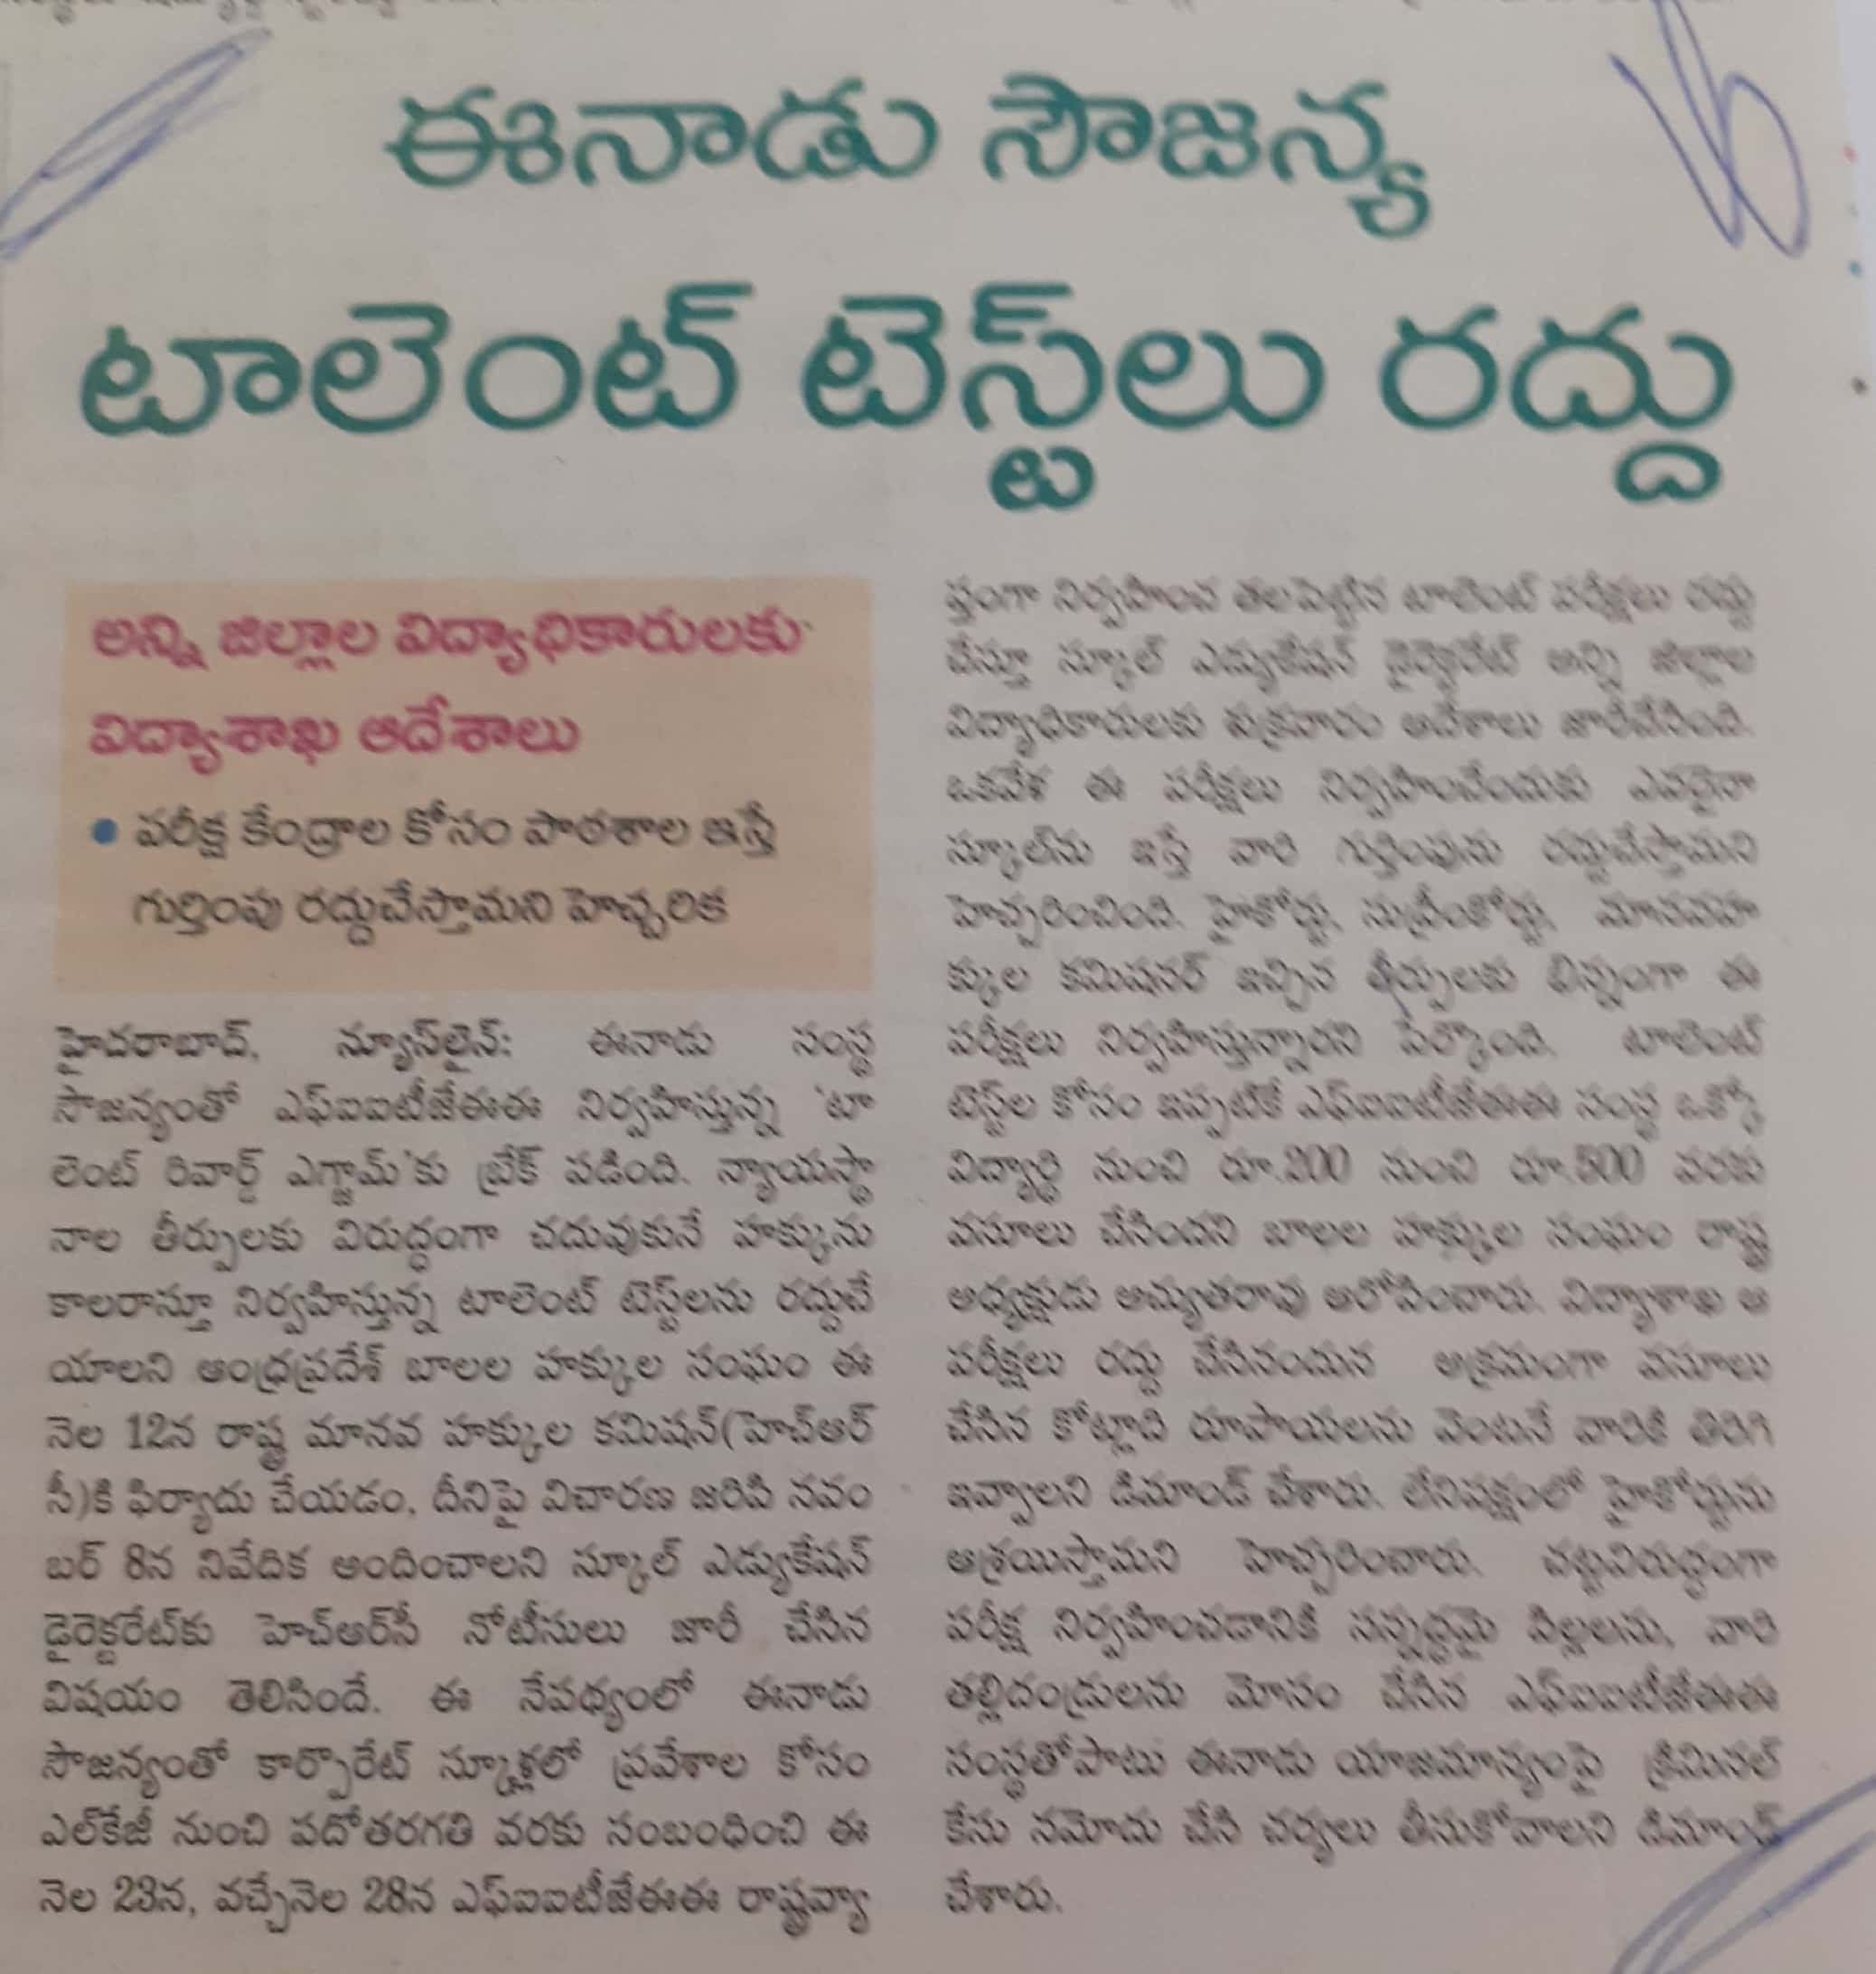 ఈనాడు సౌజన్య
టాలెంట్ టెస్ట్‌లు రద్దు
అన్ని జిల్లాల విద్యాధికారులకు
విద్యాశాఖ ఆదేశాలు
• పరీక్ష కేంద్రాల కోసం పాఠశాల ఇస్తే
గుర్తింపు రద్దుచేస్తామని హెచ్చరిక
హైదరాబాద్, న్యూస్‌లైన్: ఈనాడు సంస్థ
సౌజన్యంతో ఎఫ్ఐఐటీజేఈఈ నిర్వహిస్తున్న 'టా
లెంట్ రివార్డ్ ఎగ్జామ్'కు బ్రేక్ పడింది. న్యాయస్థా
నాల తీర్పులకు విరుద్ధంగా చదువుకునే హక్కును
కాలరాస్తూ నిర్వహిస్తున్న టాలెంట్ టెస్ట్‌లను రద్దుచే
యాలని ఆంధ్రప్రదేశ్ బాలల హక్కుల సంఘం ఈ
నెల 12న రాష్ట్ర మానవ హక్కుల కమిషన్(హెచ్ఆర్
సీ)కి ఫిర్యాదు చేయడం, దీనిపై విచారణ జరిపి నవం
బర్ 8న నివేదిక అందించాలని స్కూల్ ఎడ్యుకేషన్
డైరెక్టరేట్‌కు హెచ్ఆర్‌సీ నోటీసులు జారీ చేసిన
విషయం తెలిసిందే. ఈ నేపథ్యంలో ఈనాడు
సౌజన్యంతో కార్పొరేట్ స్కూళ్లలో ప్రవేశాల కోసం
ఎల్‌కేజీ నుంచి పదోతరగతి వరకు సంబంధించి ఈ
నెల 23న, వచ్చేనెల 28న ఎఫ్ఐఐటీజేఈఈ రాష్ట్రవ్యా
ప్తంగా నిర్వహించ తలపెట్టిన టాలెంట్ పరీక్షలు రద్దు
చేస్తూ స్కూల్ ఎడ్యుకేషన్ డైరెక్టరేట్ అన్ని జిల్లాల
విద్యాధికారులకు శుక్రవారం ఆదేశాలు జారీచేసింది.
ఒకవేళ ఈ పరీక్షలు నిర్వహించేందుకు ఎవరైనా
స్కూల్‌ను ఇస్తే వారి గుర్తింపును రద్దుచేస్తామని
హెచ్చరించింది. హైకోర్టు, సుప్రీంకోర్టు, మానవహ
క్కుల కమిషనర్ ఇచ్చిన తీర్పులకు భిన్నంగా ఈ
పరీక్షలు నిర్వహిస్తున్నారని పేర్కొంది. టాలెంట్
టెస్ట్‌ల కోసం ఇప్పటికే ఎఫ్ఐఐటీజేఈఈ సంస్థ ఒక్కో
విద్యార్థి నుంచి రూ.200 నుంచి రూ.500 వరకు
వసూలు చేసిందని బాలల హక్కుల సంఘం రాష్ట్ర
అధ్యక్షుడు అచ్యుతరావు ఆరోపించారు. విద్యాశాఖ ఆ
పరీక్షలు రద్దు చేసినందున అక్రమంగా వసూలు
చేసిన కోట్లాది రూపాయలను వెంటనే వారికి తిరిగి
ఇవ్వాలని డిమాండ్ చేశారు. లేనిపక్షంలో హైకోర్టును
ఆశ్రయిస్తామని హెచ్చరించారు. చట్టవిరుద్ధంగా
పరీక్ష నిర్వహించడానికి సన్నద్ధమై పిల్లలను, వారి
తల్లిదండ్రులను మోసం చేసిన ఎఫ్ఐఐటీజేఈఈ
సంస్థతోపాటు ఈనాడు యాజమాన్యంపై క్రిమినల్
కేసు నమోదు చేసి చర్యలు తీసుకోవాలని డిమాండ్
చేశారు.